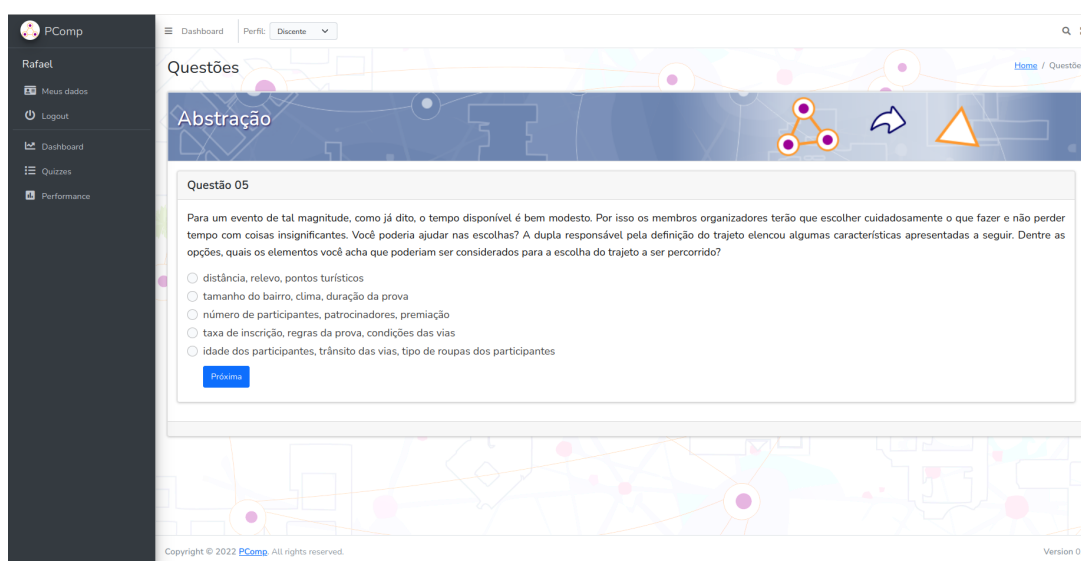 PComp
Dashboard
Perfil:
Discente
Rafael
Meus dados
Logout
Dashboard
Quizzes
Performance
Questões
Home / Questõe
Abstração
Questão 05
Para um evento de tal magnitude, como já dito, o tempo disponível é bem modesto. Por isso os membros organizadores terão que escolher cuidadosamente o que fazer e não perder
tempo com coisas insignificantes. Você poderia ajudar nas escolhas? A dupla responsável pela definição do trajeto elencou algumas características apresentadas a seguir. Dentre as
opções, quais os elementos você acha que poderiam ser considerados para a escolha do trajeto a ser percorrido?
distância, relevo, pontos turísticos
tamanho do bairro, clima, duração da prova
número de participantes, patrocinadores, premiação
taxa de inscrição, regras da prova, condições das vias
idade dos participantes, trânsito das vias, tipo de roupas dos participantes
Próxima
Copyright © 2022 PComp. All rights reserved.
Version 0